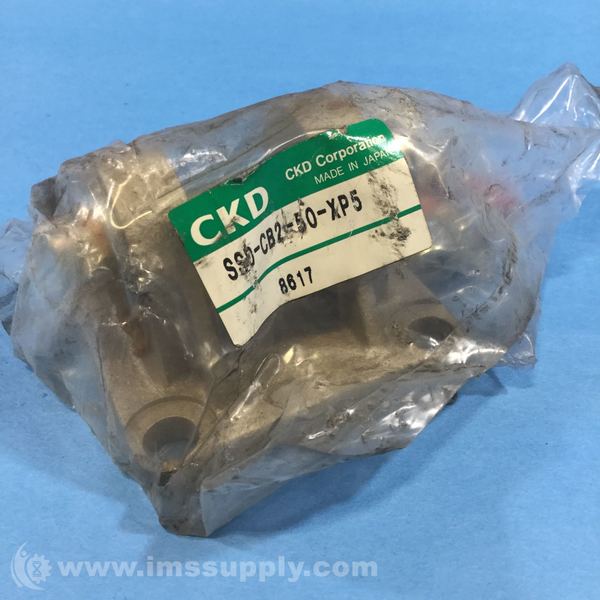 CKD
CKD Corporation
MADE IN JAPAN
SSD-CB2-50-XP5
8617
www.imssupply.com